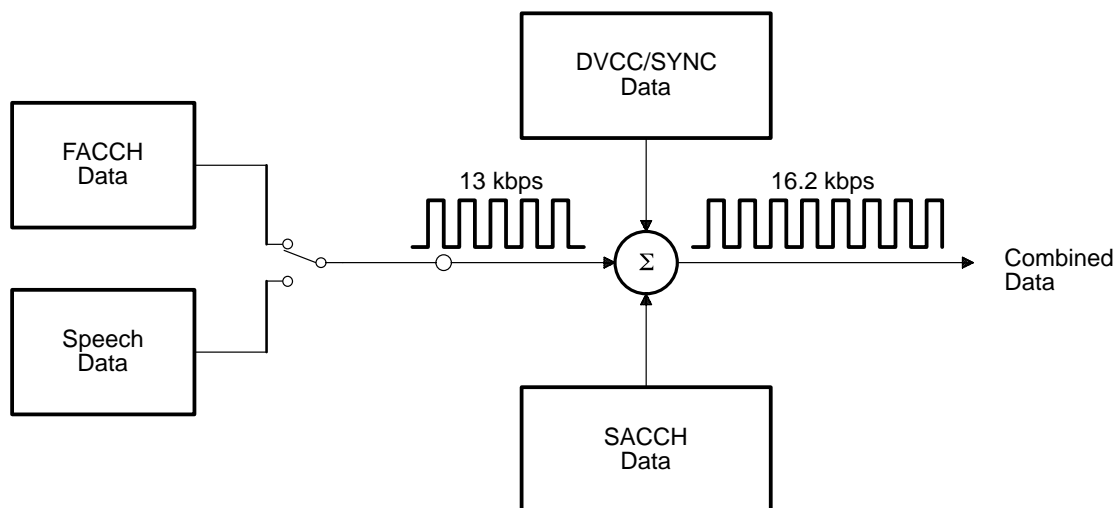 DVCC/SYNC
Data
FACCH
Data
13 kbps
16.2 kbps
Σ
Combined
Data
Speech
Data
SACCH
Data